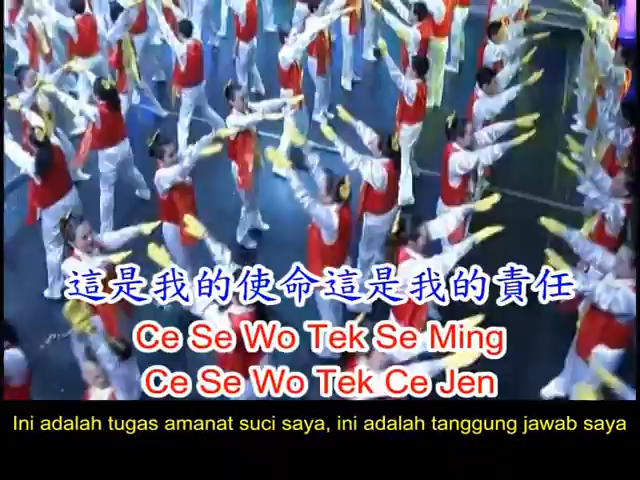 這是我的使命這是我的責任
Ce Se Wo Tek Se Ming
Ce Se Wo Tek Ce Jen
Ini adalah tugas amanat suci saya, ini adalah tanggung jawab saya